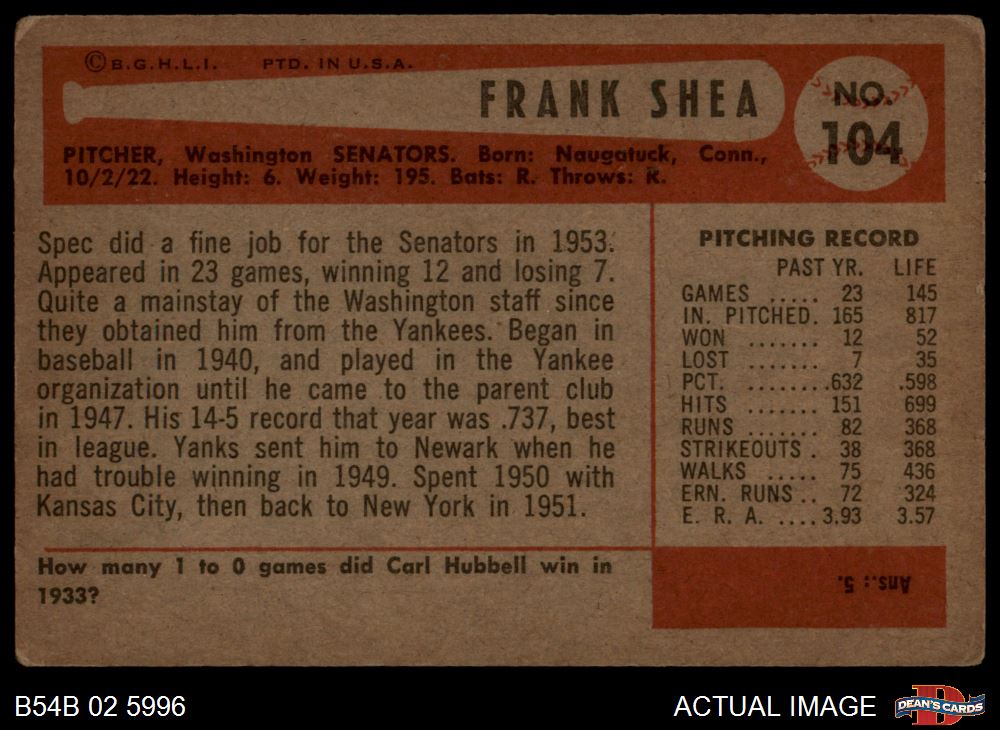 © B.G.H.L.I. PTD. IN U.S.A.
FRANK SHEA
NO.
104
PITCHER, Washington SENATORS. Born: Naugatuck, Conn.,
10/2/22. Height: 6. Weight: 195. Bats: R. Throws: R.
Spec did a fine job for the Senators in 1953.
Appeared in 23 games, winning 12 and losing 7.
Quite a mainstay of the Washington staff since
they obtained him from the Yankees. Began in
baseball in 1940, and played in the Yankee
organization until he came to the parent club
in 1947. His 14-5 record that year was .737, best
in league. Yanks sent him to Newark when he
had trouble winning in 1949. Spent 1950 with
Kansas City, then back to New York in 1951.
PITCHING RECORD
PAST YR. LIFE
GAMES ..... 23 145
IN. PITCHED. 165 817
WON ....... 12 52
LOST ....... 7 35
PCT. ........ .632 .598
HITS ....... 151 699
RUNS ....... 82 368
STRIKEOUTS . 38 368
WALKS ..... 75 436
ERN. RUNS .. 72 324
E. R. A. .... 3.93 3.57
How many 1 to 0 games did Carl Hubbell win in
1933?
Ans.: 5.
B54B 02 5996
ACTUAL IMAGE
D
DEAN'S CARDS